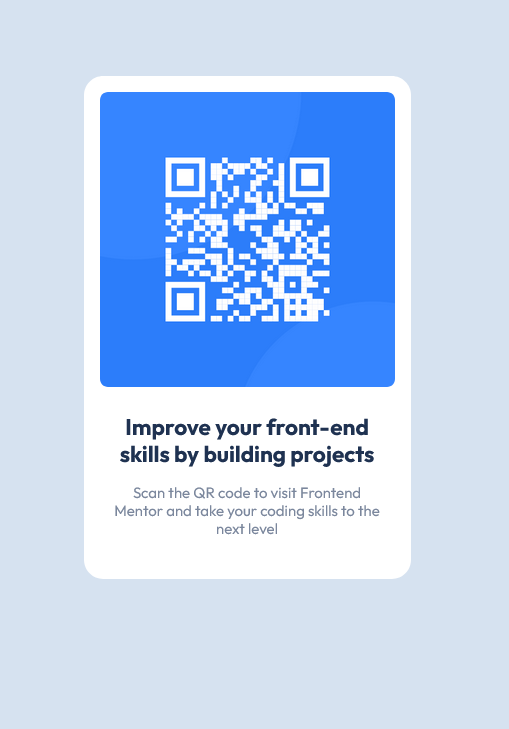 Improve your front-end
skills by building projects
Scan the QR code to visit Frontend
Mentor and take your coding skills to the
next level